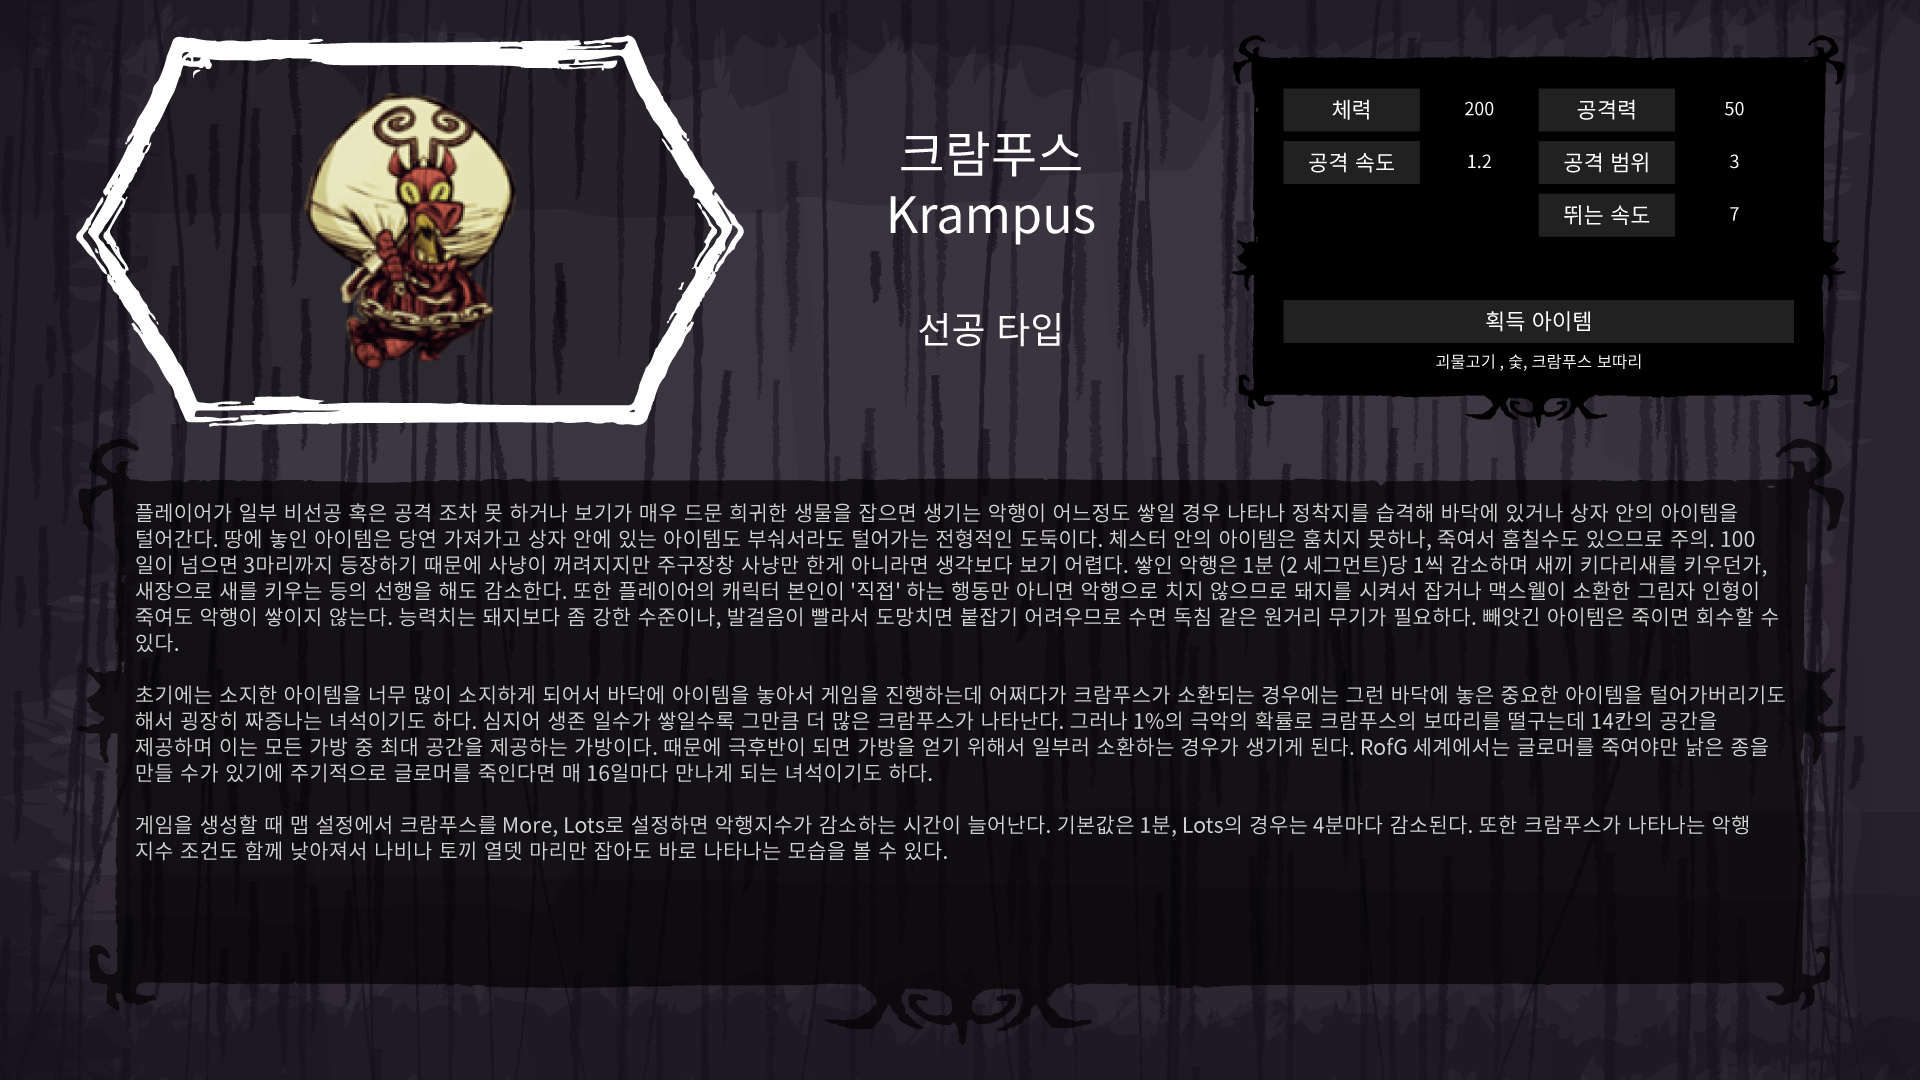 크람푸스
Krampus
선공 타입
체력 200 공격력 50
공격 속도 1.2 공격 범위 3
뛰는 속도 7
획득 아이템
괴물고기 , 숯, 크람푸스 보따리
플레이어가 일부 비선공 혹은 공격 조차 못 하거나 보기가 매우 드문 희귀한 생물을 잡으면 생기는 악행이 어느정도 쌓일 경우 나타나 정착지를 습격해 바닥에 있거나 상자 안의 아이템을
털어간다. 땅에 놓인 아이템은 당연 가져가고 상자 안에 있는 아이템도 부숴서라도 털어가는 전형적인 도둑이다. 체스터 안의 아이템은 훔치지 못하나, 죽여서 훔칠수도 있으므로 주의. 100
일이 넘으면 3마리까지 등장하기 때문에 사냥이 꺼려지지만 주구장창 사냥만 한게 아니라면 생각보다 보기 어렵다. 쌓인 악행은 1분 (2 세그먼트)당 1씩 감소하며 새끼 키다리새를 키우던가,
새장으로 새를 키우는 등의 선행을 해도 감소한다. 또한 플레이어의 캐릭터 본인이 '직접' 하는 행동만 아니면 악행으로 치지 않으므로 돼지를 시켜서 잡거나 맥스웰이 소환한 그림자 인형이
죽여도 악행이 쌓이지 않는다. 능력치는 돼지보다 좀 강한 수준이나, 발걸음이 빨라서 도망치면 붙잡기 어려우므로 수면 독침 같은 원거리 무기가 필요하다. 빼앗긴 아이템은 죽이면 회수할 수
있다.
초기에는 소지한 아이템을 너무 많이 소지하게 되어서 바닥에 아이템을 놓아서 게임을 진행하는데 어쩌다가 크람푸스가 소환되는 경우에는 그런 바닥에 놓은 중요한 아이템을 털어가버리기도
해서 굉장히 짜증나는 녀석이기도 하다. 심지어 생존 일수가 쌓일수록 그만큼 더 많은 크람푸스가 나타난다. 그러나 1%의 극악의 확률로 크람푸스의 보따리를 떨구는데 14칸의 공간을
제공하며 이는 모든 가방 중 최대 공간을 제공하는 가방이다. 때문에 극후반이 되면 가방을 얻기 위해서 일부러 소환하는 경우가 생기게 된다. RofG 세계에서는 글로머를 죽여야만 낡은 종을
만들 수가 있기에 주기적으로 글로머를 죽인다면 매 16일마다 만나게 되는 녀석이기도 하다.
게임을 생성할 때 맵 설정에서 크람푸스를 More, Lots로 설정하면 악행지수가 감소하는 시간이 늘어난다. 기본값은 1분, Lots의 경우는 4분마다 감소된다. 또한 크람푸스가 나타나는 악행
지수 조건도 함께 낮아져서 나비나 토끼 열뎃 마리만 잡아도 바로 나타나는 모습을 볼 수 있다.